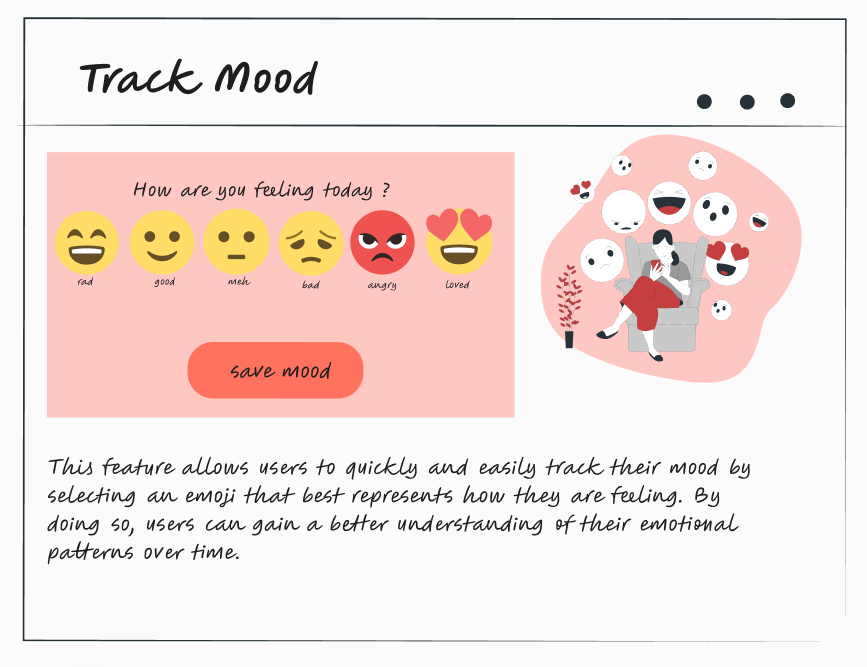 Track Mood
How are you feeling today ?
rad good meh bad angry loved
save mood
This feature allows users to quickly and easily track their mood by
selecting an emoji that best represents how they are feeling. By
doing so, users can gain a better understanding of their emotional
patterns over time.